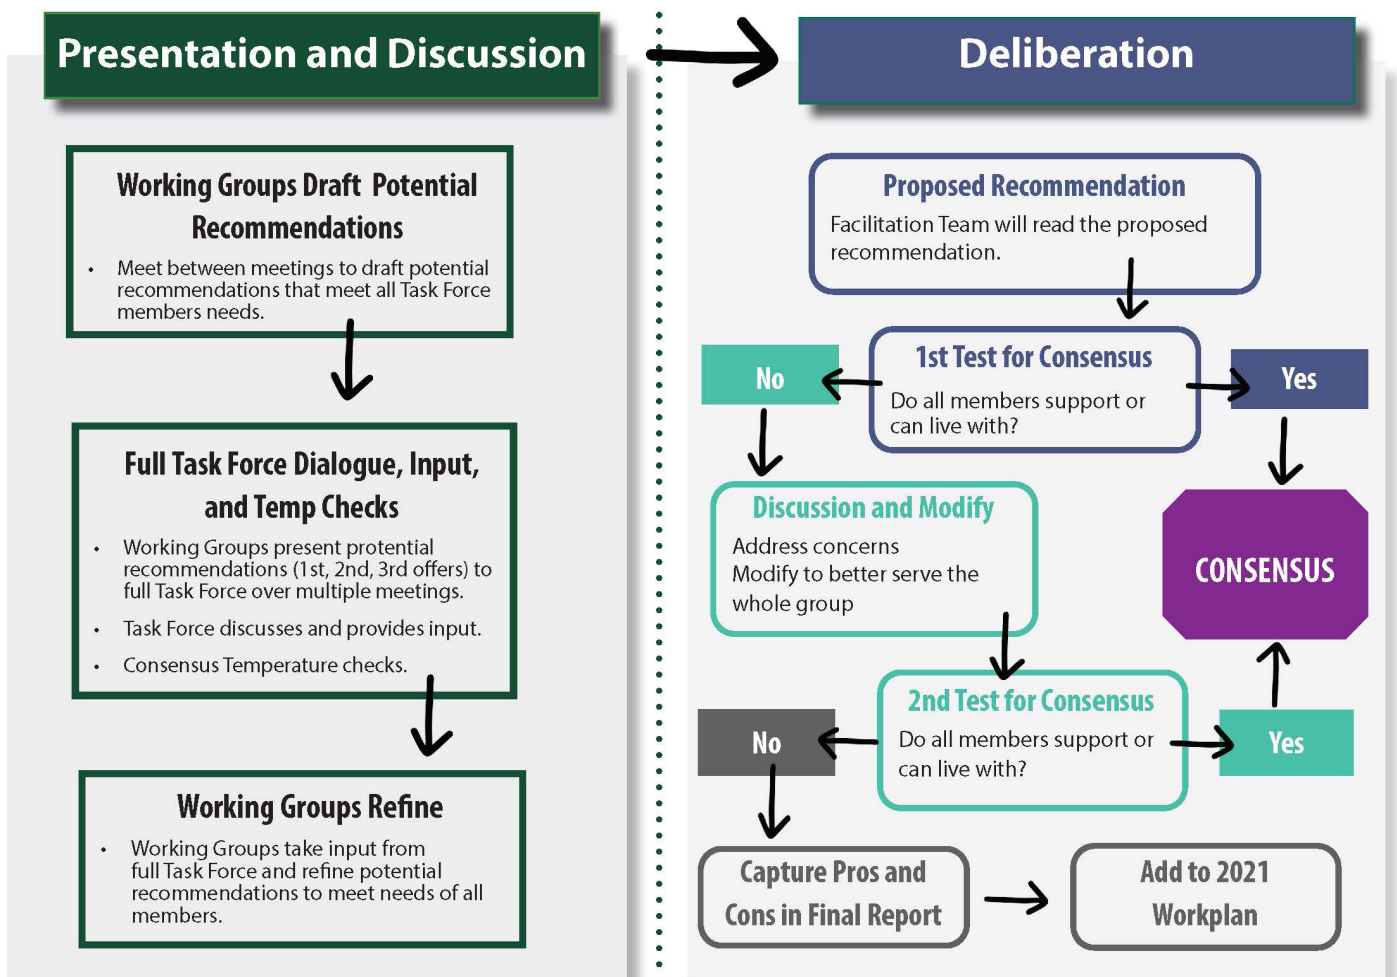 Presentation and Discussion
Working Groups Draft Potential
Recommendations
• Meet between meetings to draft potential
recommendations that meet all Task Force
members needs.
Full Task Force Dialogue, Input,
and Temp Checks
• Working Groups present protential
recommendations (1st, 2nd, 3rd offers) to
full Task Force over multiple meetings.
• Task Force discusses and provides input.
• Consensus Temperature checks.
Working Groups Refine
• Working Groups take input from
full Task Force and refine potential
recommendations to meet needs of all
members.
Deliberation
Proposed Recommendation
Facilitation Team will read the proposed
recommendation.
1st Test for Consensus
Do all members support or
can live with?
No
Yes
Discussion and Modify
Address concerns
Modify to better serve the
whole group
CONSENSUS
2nd Test for Consensus
Do all members support or
can live with?
No
Yes
Capture Pros and
Cons in Final Report
Add to 2021
Workplan